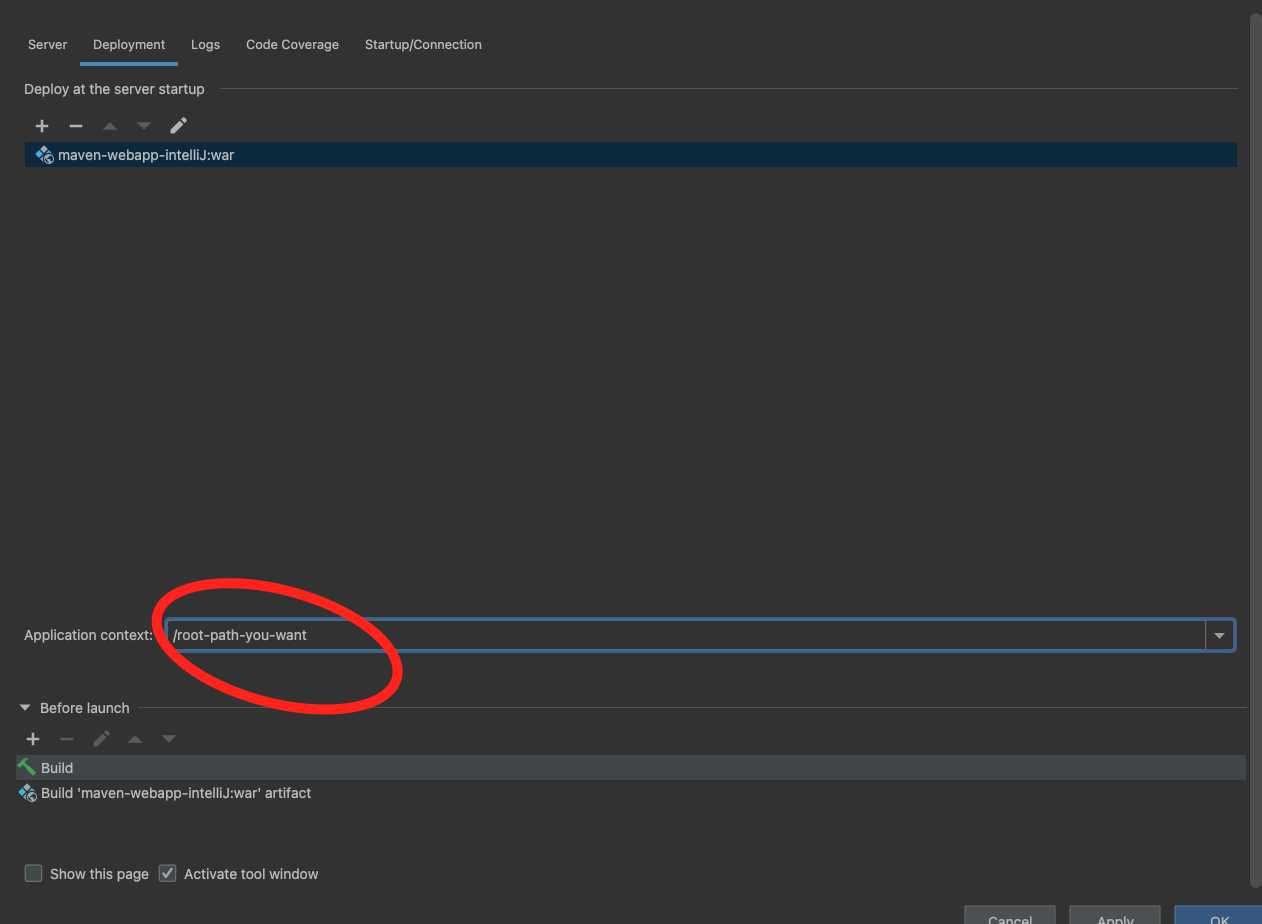 Server Deployment Logs Code Coverage Startup/Connection
Deploy at the server startup
maven-webapp-intelliJ:war
Application context: /root-path-you-want
Before launch
Build
Build 'maven-webapp-intelliJ:war' artifact
Show this page Activate tool window
Cancel Apply OK